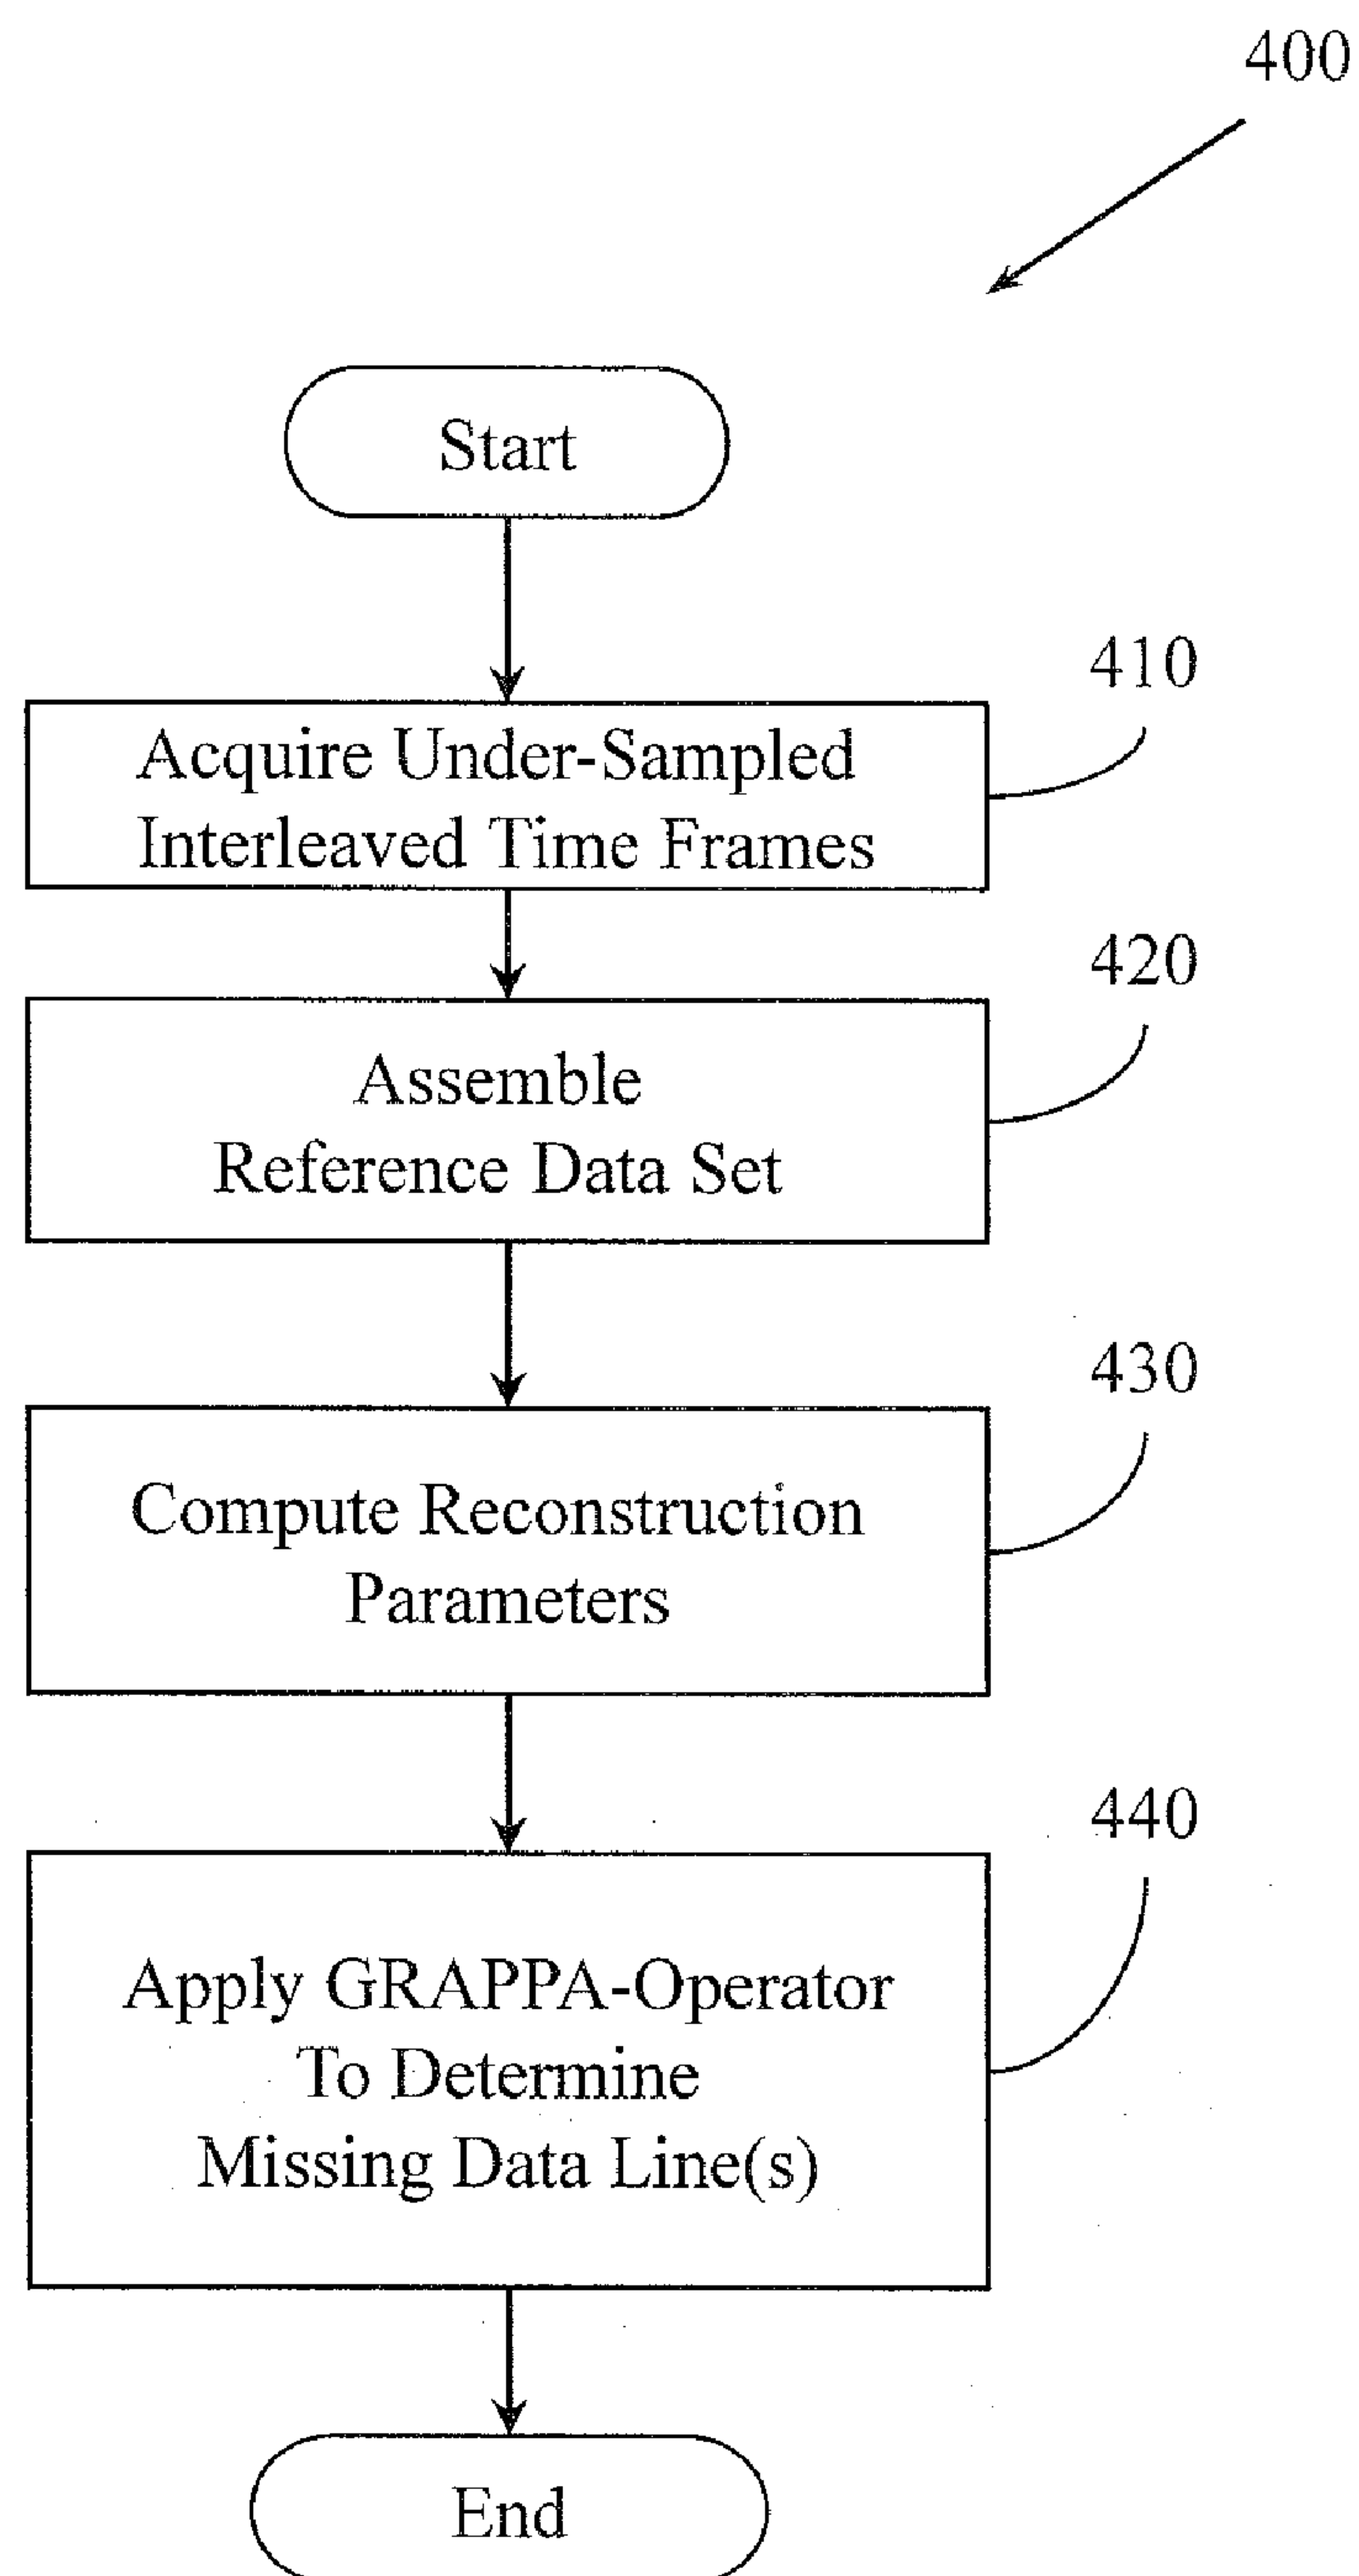 400
Start
410
Acquire Under-Sampled
Interleaved Time Frames
420
Assemble
Reference Data Set
430
Compute Reconstruction
Parameters
440
Apply GRAPPA-Operator
To Determine
Missing Data Line(s)
End